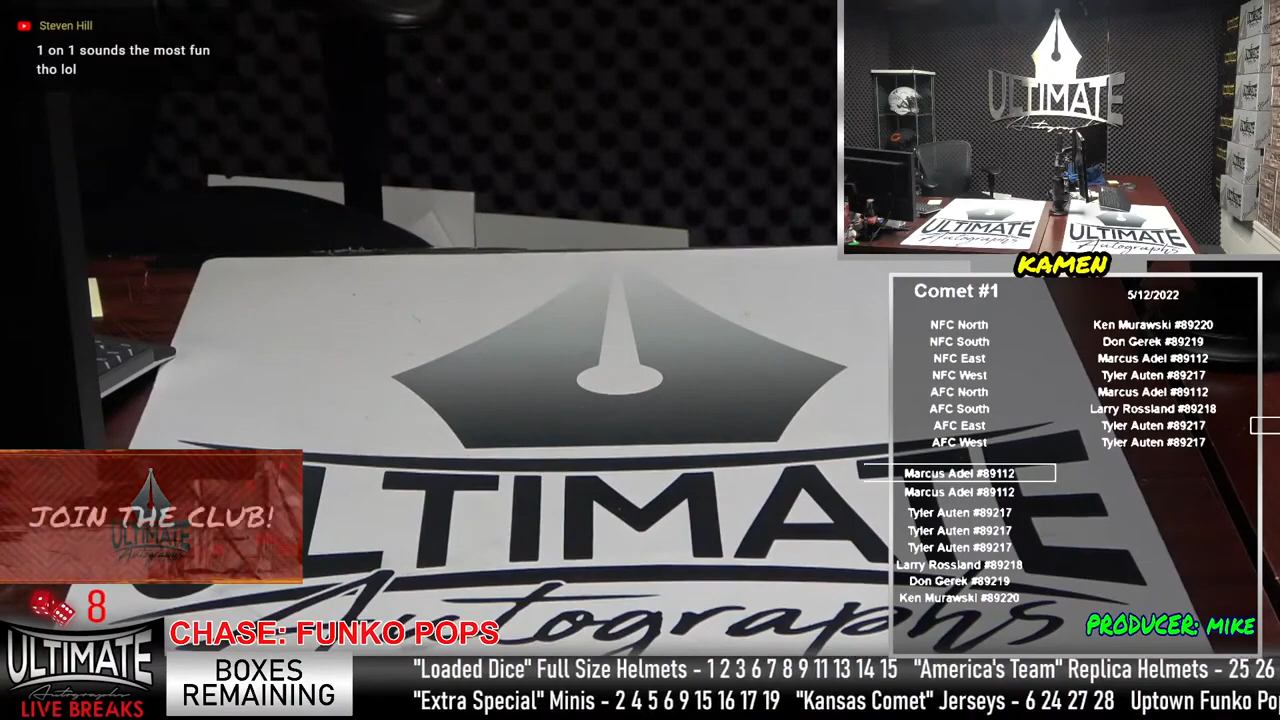 Steven Hill
1 on 1 sounds the most fun
tho lol
ULTIMATE
ULTIMATE
Autographs
ULTIMATE
Autographs
KAMEN
Comet #1
5/12/2022
NFC North Ken Murawski #89220
NFC South Don Gerek #89219
NFC East Marcus Adel #89112
NFC West Tyler Auten #89217
AFC North Marcus Adel #89112
AFC South Larry Rossland #89218
AFC East Tyler Auten #89217
AFC West Tyler Auten #89217
Marcus Adel #89112
Marcus Adel #89112
Tyler Auten #89217
Tyler Auten #89217
Tyler Auten #89217
Larry Rossland #89218
Don Gerek #89219
Ken Murawski #89220
LTIMATE
Autographs
JOIN THE CLUB!
8
CHASE: FUNKO POPS
PRODUCER: MIKE
ULTIMATE
Autographs
LIVE BREAKS
BOXES
REMAINING
"Loaded Dice" Full Size Helmets - 1 2 3 6 7 8 9 11 13 14 15 "America's Team" Replica Helmets - 25 26
"Extra Special" Minis - 2 4 5 6 9 15 16 17 19 "Kansas Comet" Jerseys - 6 24 27 28 Uptown Funko Po